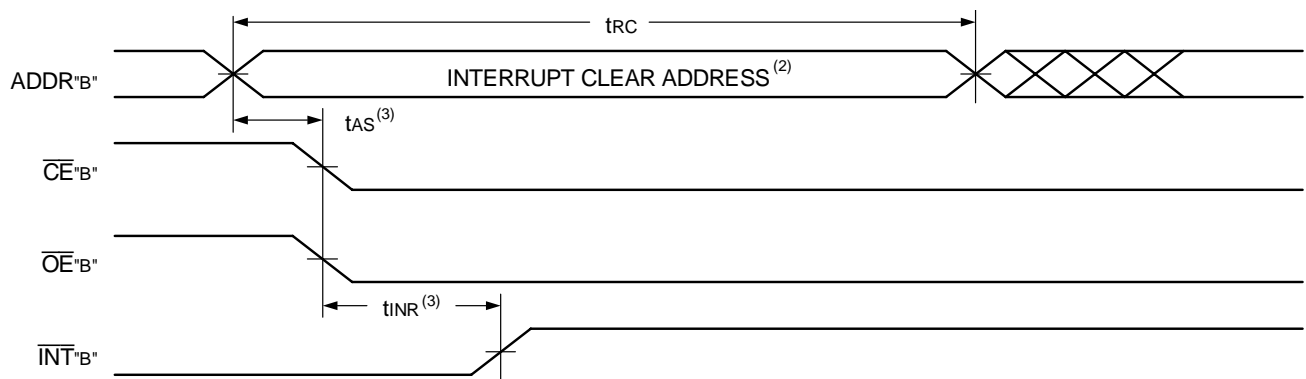 tRC
ADDR"B"
INTERRUPT CLEAR ADDRESS(2)
tAS(3)
CE"B"
OE"B"
tINR(3)
INT"B"